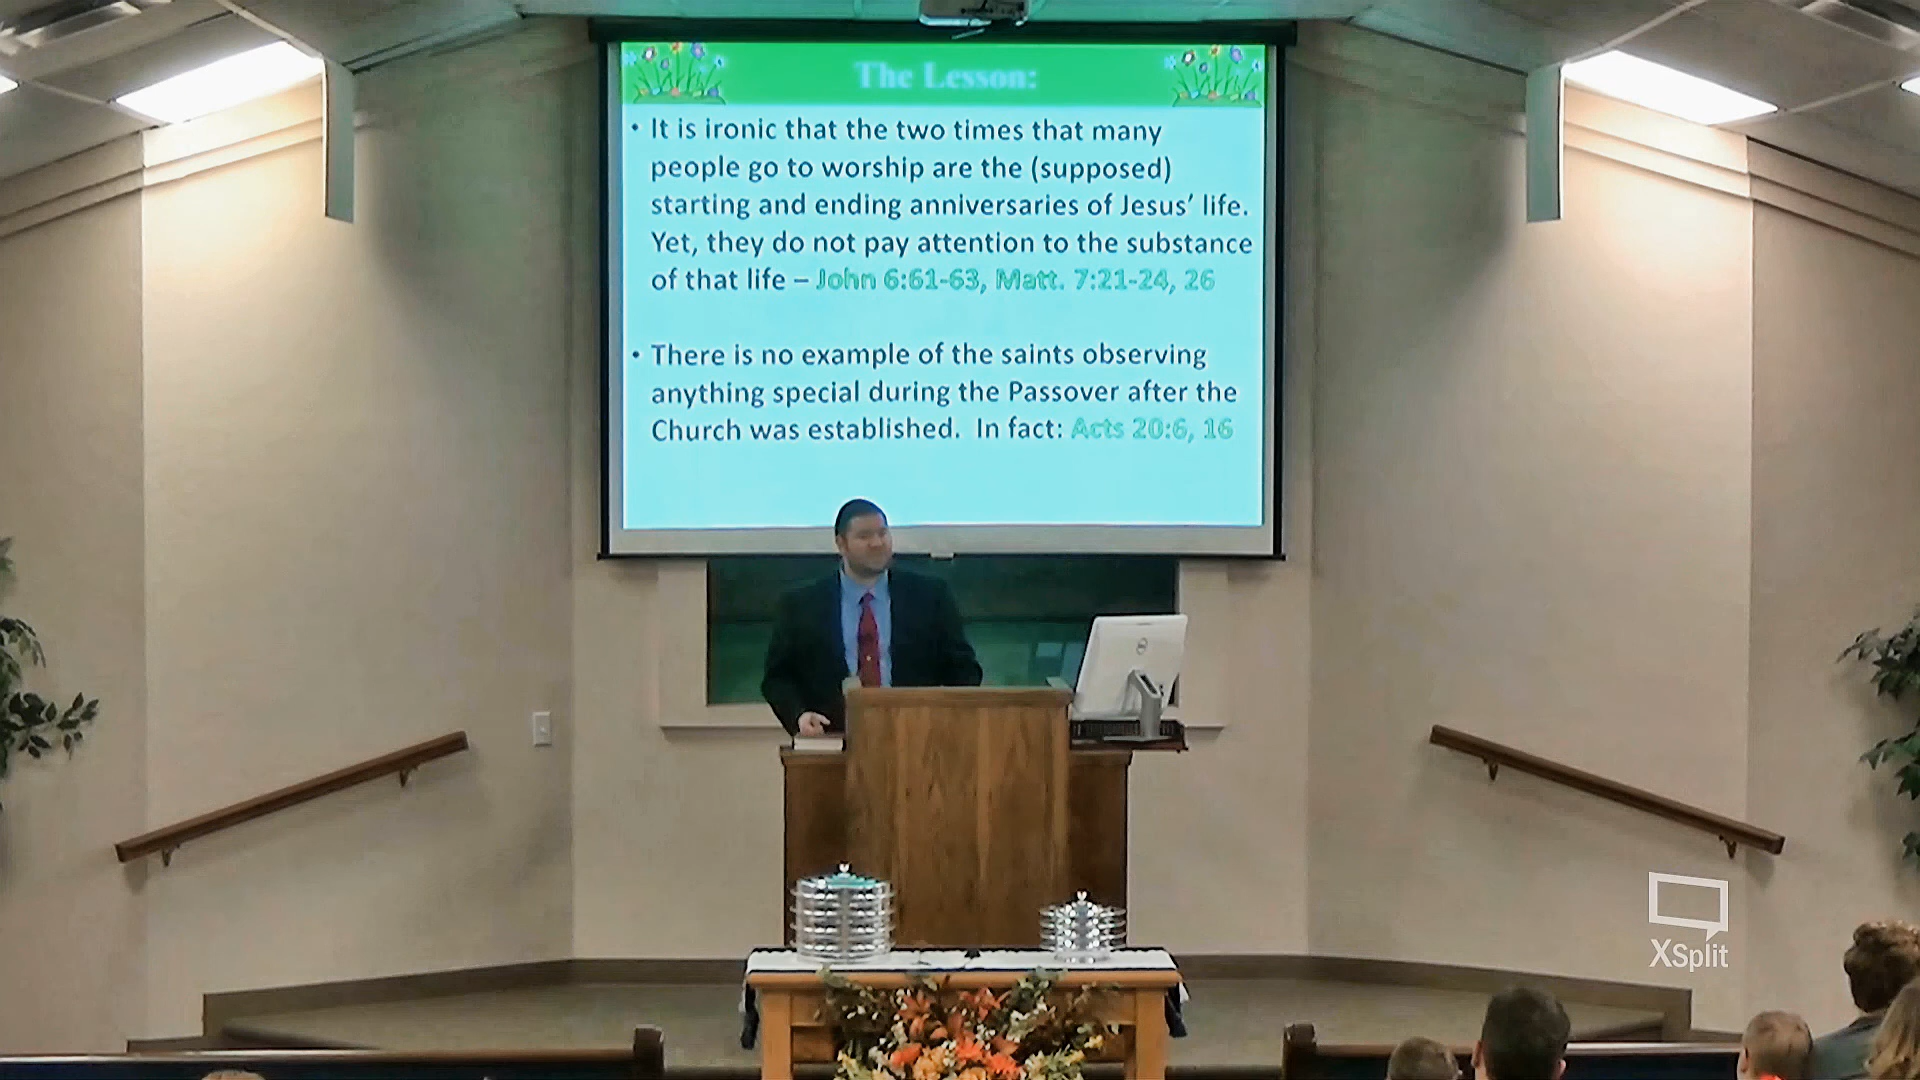 The Lesson:
• It is ironic that the two times that many
people go to worship are the (supposed)
starting and ending anniversaries of Jesus’ life.
Yet, they do not pay attention to the substance
of that life – John 6:61-63, Matt. 7:21-24, 26
• There is no example of the saints observing
anything special during the Passover after the
Church was established.  In fact: Acts 20:6, 16
XSplit